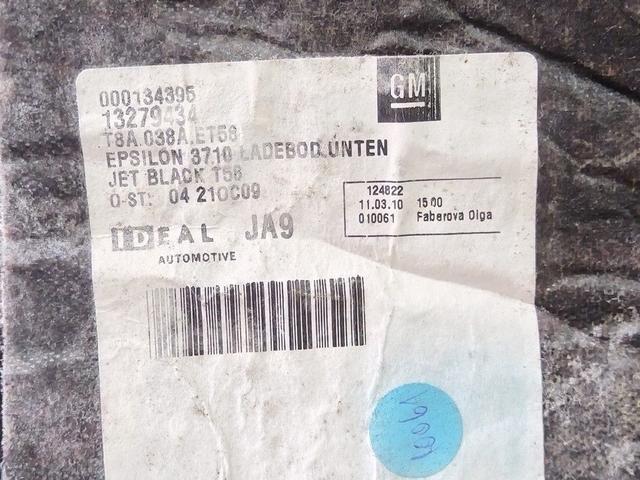 GM
000134395
13279434
T8A.038A.ET56
EPSILON 3710 LADEBOD.UNTEN
JET BLACK T56
O-ST: 04 21OC09
124822
11.03.10 15:00
010061 Faberova Olga
IDEAL JA9
AUTOMOTIVE